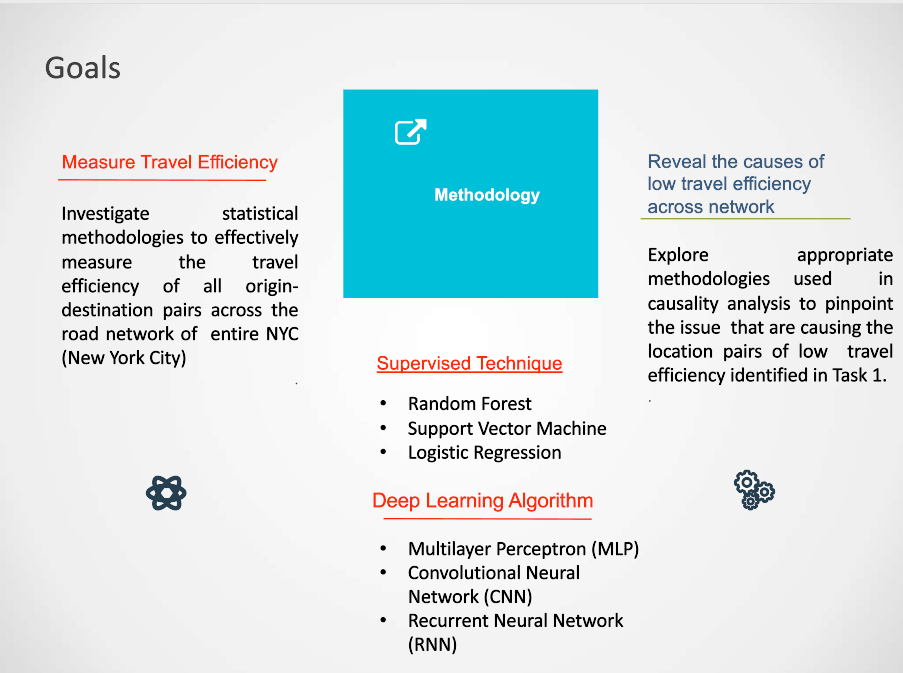 Goals
Measure Travel Efficiency
Investigate statistical
methodologies to effectively
measure the travel
efficiency of all origin-
destination pairs across the
road network of entire NYC
(New York City)
.
Methodology
Supervised Technique
• Random Forest
• Support Vector Machine
• Logistic Regression
Deep Learning Algorithm
• Multilayer Perceptron (MLP)
• Convolutional Neural
Network (CNN)
• Recurrent Neural Network
(RNN)
Reveal the causes of
low travel efficiency
across network
Explore appropriate
methodologies used in
causality analysis to pinpoint
the issue that are causing the
location pairs of low travel
efficiency identified in Task 1.
.